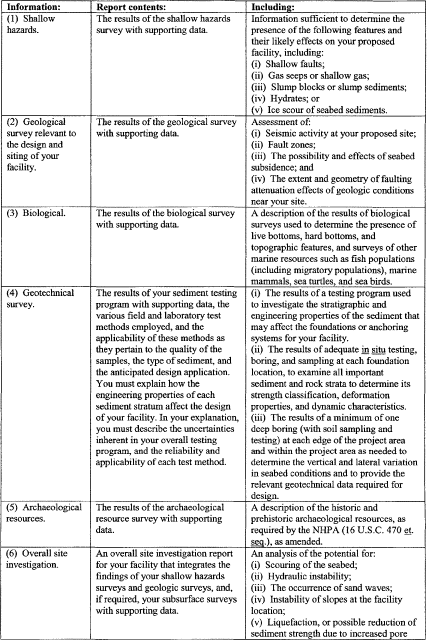 Information: Report contents: Including:
(1) Shallow
hazards.
The results of the shallow hazards
survey with supporting data.
Information sufficient to determine the
presence of the following features and
their likely effects on your proposed
facility, including:
(i) Shallow faults;
(ii) Gas seeps or shallow gas;
(iii) Slump blocks or slump sediments;
(iv) Hydrates; or
(v) Ice scour of seabed sediments.
(2) Geological
survey relevant to
the design and
siting of your
facility.
The results of the geological survey
with supporting data.
Assessment of:
(i) Seismic activity at your proposed site;
(ii) Fault zones;
(iii) The possibility and effects of seabed
subsidence; and
(iv) The extent and geometry of faulting
attenuation effects of geologic conditions
near your site.
(3) Biological.
The results of the biological survey
with supporting data.
A description of the results of biological
surveys used to determine the presence of
live bottoms, hard bottoms, and
topographic features, and surveys of other
marine resources such as fish populations
(including migratory populations), marine
mammals, sea turtles, and sea birds.
(4) Geotechnical
survey.
The results of your sediment testing
program with supporting data, the
various field and laboratory test
methods employed, and the
applicability of these methods as
they pertain to the quality of the
samples, the type of sediment, and
the anticipated design application.
You must explain how the
engineering properties of each
sediment stratum affect the design
of your facility. In your explanation,
you must describe the uncertainties
inherent in your overall testing
program, and the reliability and
applicability of each test method.
(i) The results of a testing program used
to investigate the stratigraphic and
engineering properties of the sediment that
may affect the foundations or anchoring
systems for your facility.
(ii) The results of adequate in situ testing,
boring, and sampling at each foundation
location, to examine all important
sediment and rock strata to determine its
strength classification, deformation
properties, and dynamic characteristics.
(iii) The results of a minimum of one
deep boring (with soil sampling and
testing) at each edge of the project area
and within the project area as needed to
determine the vertical and lateral variation
in seabed conditions and to provide the
relevant geotechnical data required for
design.
(5) Archaeological
resources.
The results of the archaeological
resource survey with supporting
data.
A description of the historic and
prehistoric archaeological resources, as
required by the NHPA (16 U.S.C. 470 et.
seq.), as amended.
(6) Overall site
investigation.
An overall site investigation report
for your facility that integrates the
findings of your shallow hazards
surveys and geologic surveys, and,
if required, your subsurface surveys
with supporting data.
An analysis of the potential for:
(i) Scouring of the seabed;
(ii) Hydraulic instability;
(iii) The occurrence of sand waves;
(iv) Instability of slopes at the facility
location;
(v) Liquefaction, or possible reduction of
sediment strength due to increased pore